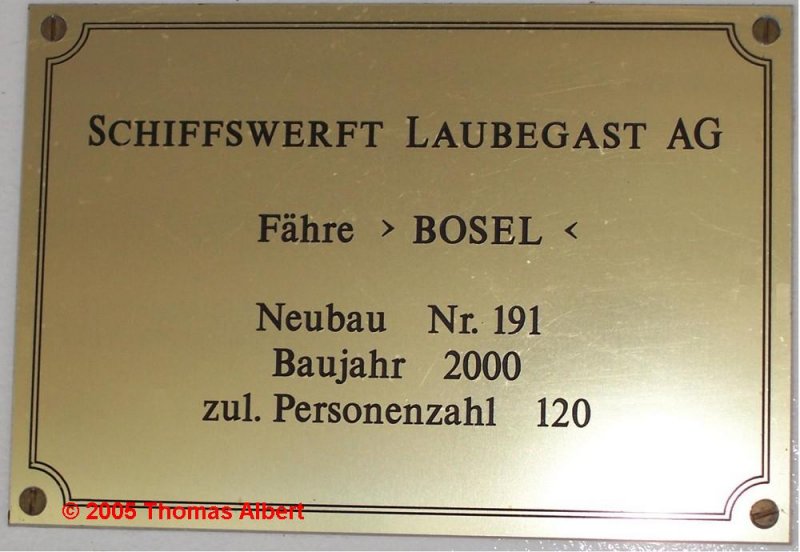 SCHIFFSWERFT LAUBEGAST AG
Fähre › BOSEL ‹
Neubau Nr. 191
Baujahr 2000
zul. Personenzahl 120
© 2005 Thomas Albert